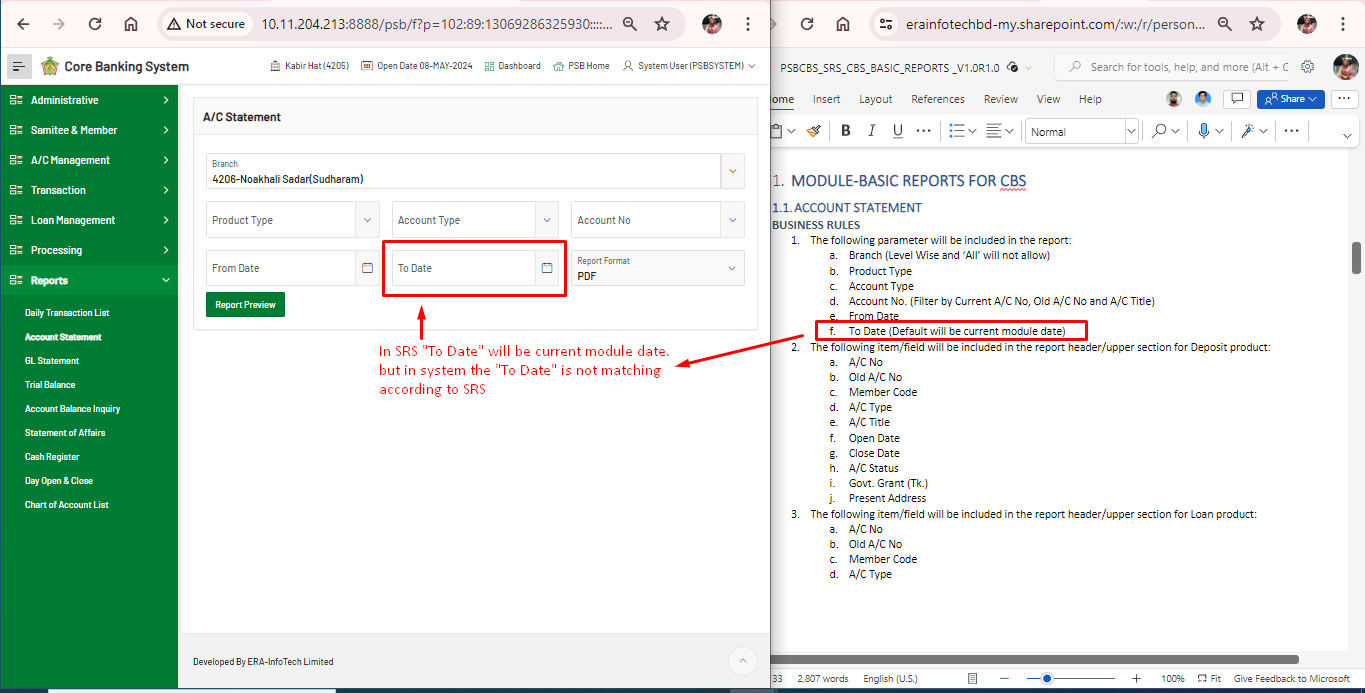 Not secure
10.11.204.213:8888/psb/f?p=102:89:13069286325930::::...
erainfotechbd-my.sharepoint.com/:w:/r/person...
Core Banking System
Kabir Hat (4205)
Open Date 08-MAY-2024
Dashboard
PSB Home
System User(PSBSYSTEM)
Administrative
Samitee & Member
A/C Management
Transaction
Loan Management
Processing
Reports
Daily Transaction List
Account Statement
GL Statement
Trial Balance
Account Balance Inquiry
Statement of Affairs
Cash Register
Day Open & Close
Chart of Account List
A/C Statement
Branch
4206-Noakhali Sadar(Sudharam)
Product Type
Account Type
Account No
From Date
To Date
Report Format
PDF
Report Preview
In SRS "To Date" will be current module date.
but in system the "To Date" is not matching
according to SRS
Developed By ERA-InfoTech Limited
PSBCBS_SRS_CBS_BASIC_REPORTS _V1.0R1.0
Search for tools, help, and more (Alt + C
ome
Insert
Layout
References
Review
View
Help
Share
B
I
U
Normal
1. MODULE-BASIC REPORTS FOR CBS
1.1. ACCOUNT STATEMENT
BUSINESS RULES
1. The following parameter will be included in the report:
a. Branch (Level Wise and ‘All’ will not allow)
b. Product Type
c. Account Type
d. Account No. (Filter by Current A/C No, Old A/C No and A/C Title)
e. From Date
f. To Date (Default will be current module date)
2. The following item/field will be included in the report header/upper section for Deposit product:
a. A/C No
b. Old A/C No
c. Member Code
d. A/C Type
e. A/C Title
f. Open Date
g. Close Date
h. A/C Status
i. Govt. Grant (Tk.)
j. Present Address
3. The following item/field will be included in the report header/upper section for Loan product:
a. A/C No
b. Old A/C No
c. Member Code
d. A/C Type
33
2,807 words
English (U.S.)
100%
Fit
Give Feedback to Microsoft